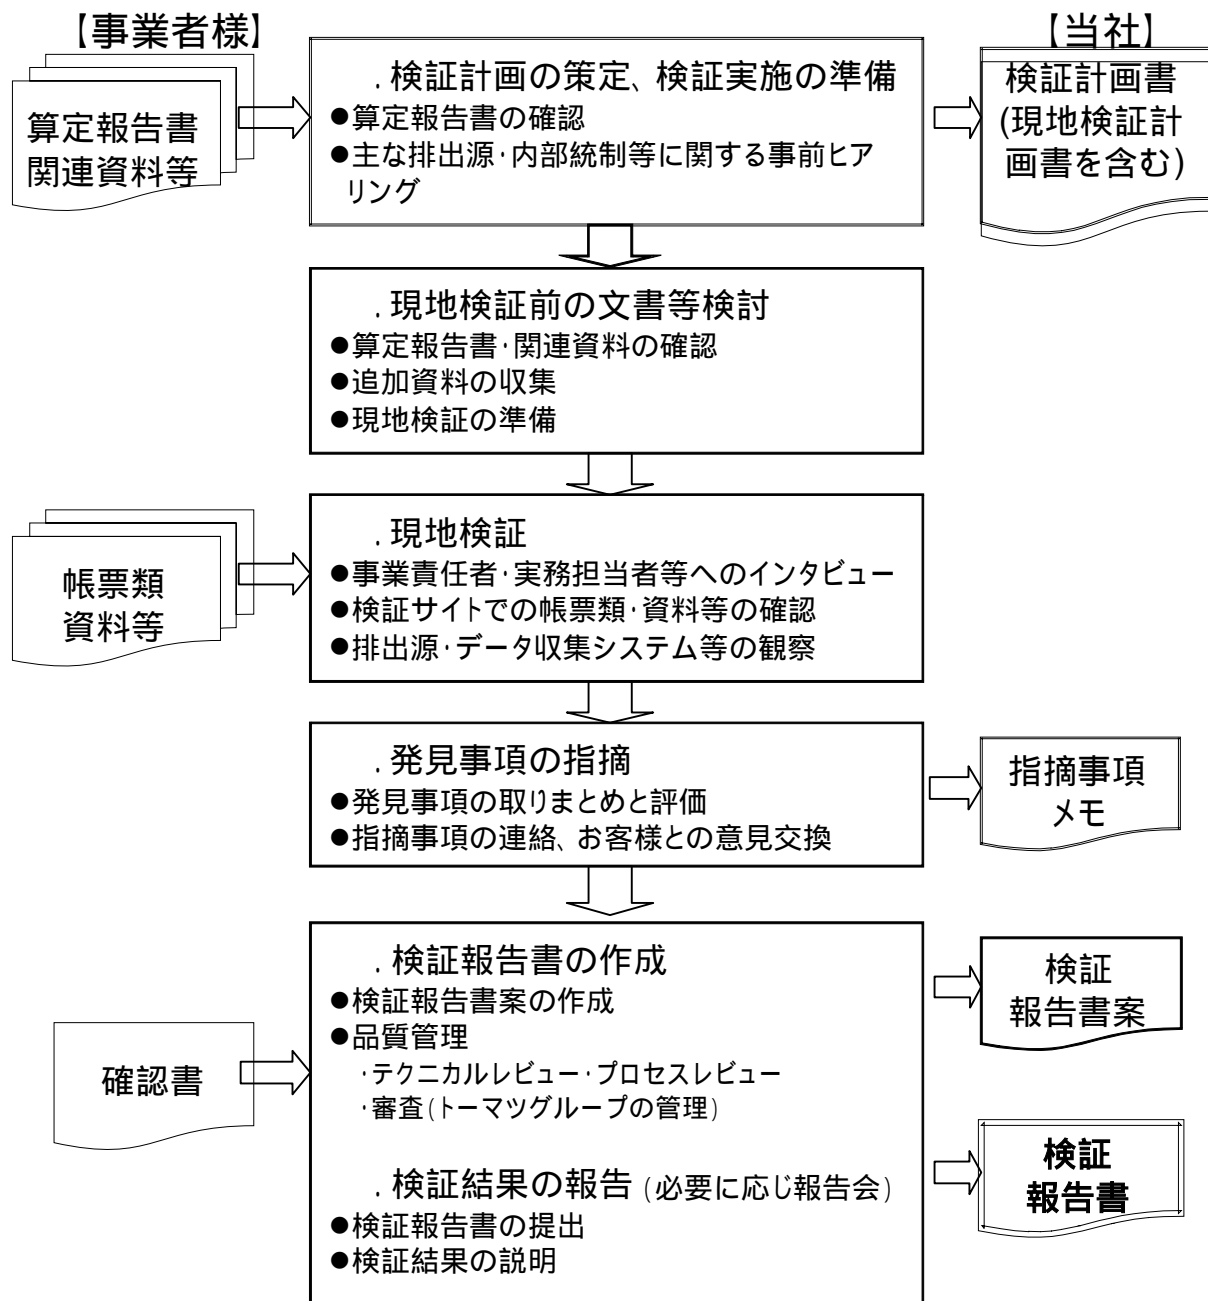 【事業者様】
【当社】
算定報告書
関連資料等
．検証計画の策定、検証実施の準備
●算定報告書の確認
●主な排出源・内部統制等に関する事前ヒア
リング
検証計画書
(現地検証計
画書を含む)
．現地検証前の文書等検討
●算定報告書・関連資料の確認
●追加資料の収集
●現地検証の準備
帳票類
資料等
．現地検証
●事業責任者・実務担当者等へのインタビュー
●検証サイトでの帳票類・資料等の確認
●排出源・データ収集システム等の観察
．発見事項の指摘
●発見事項の取りまとめと評価
●指摘事項の連絡、お客様との意見交換
指摘事項
メモ
．検証報告書の作成
●検証報告書案の作成
●品質管理
・テクニカルレビュー・プロセスレビュー
・審査(トーマツグループの管理)
確認書
検証
報告書案
．検証結果の報告 (必要に応じ報告会)
●検証報告書の提出
●検証結果の説明
検証
報告書